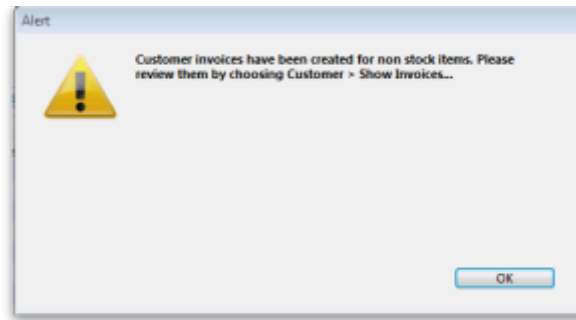 Alert
Customer invoices have been created for non stock items. Please
review them by choosing Customer > Show Invoices...
OK